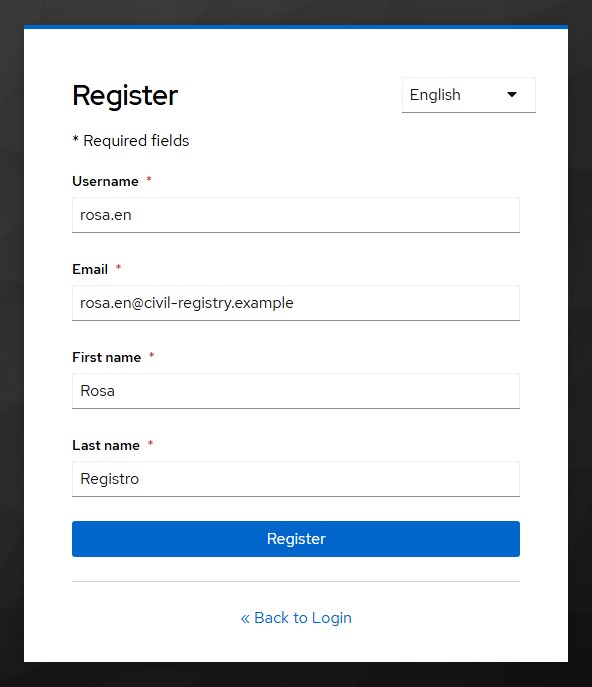 Register
English
* Required fields
Username *
rosa.en
Email *
rosa.en@civil-registry.example
First name *
Rosa
Last name *
Registro
Register
« Back to Login